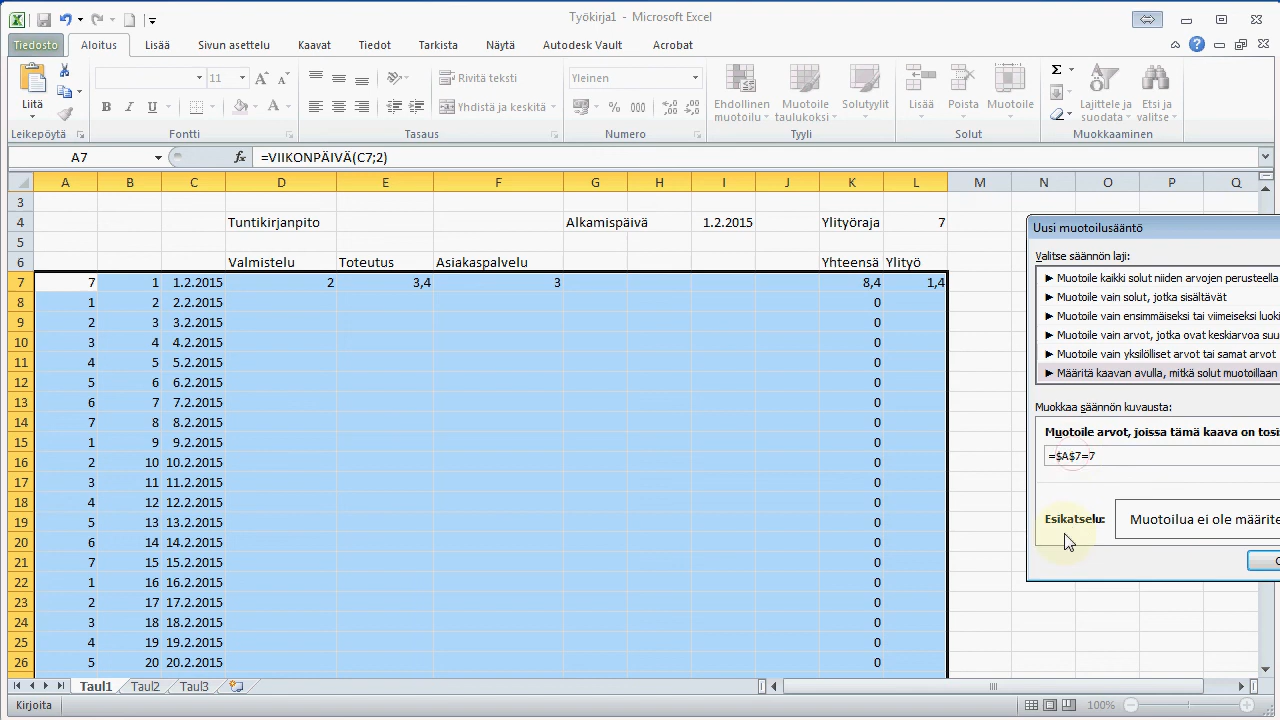 Työkirja1 - Microsoft Excel
Tiedosto Aloitus Lisää Sivun asettelu Kaavat Tiedot Tarkista Näytä Autodesk Vault Acrobat
Liitä
11 A A
Rivitä teksti
Yleinen
Ehdollinen muotoilu
Muotoile taulukoksi
Solutyylit
Lisää
Poista
Muotoile
Lajittele ja suodata
Etsi ja valitse
B I U
Yhdistä ja keskitä
% 000
Leikepöytä Fontti Tasaus Numero Tyyli Solut Muokkaaminen
A7 fx =VIIKONPÄIVÄ(C7;2)
A B C D E F G H I J K L M N O P Q
3
4 Tuntikirjanpito Alkamispäivä 1.2.2015 Ylityöraja 7
5
6 Valmistelu Toteutus Asiakaspalvelu Yhteensä Ylityö
7 7 1 1.2.2015 2 3,4 3 8,4 1,4
8 1 2 2.2.2015 0
9 2 3 3.2.2015 0
10 3 4 4.2.2015 0
11 4 5 5.2.2015 0
12 5 6 6.2.2015 0
13 6 7 7.2.2015 0
14 7 8 8.2.2015 0
15 1 9 9.2.2015 0
16 2 10 10.2.2015 0
17 3 11 11.2.2015 0
18 4 12 12.2.2015 0
19 5 13 13.2.2015 0
20 6 14 14.2.2015 0
21 7 15 15.2.2015 0
22 1 16 16.2.2015 0
23 2 17 17.2.2015 0
24 3 18 18.2.2015 0
25 4 19 19.2.2015 0
26 5 20 20.2.2015 0
Uusi muotoilusääntö
Valitse säännön laji:
► Muotoile kaikki solut niiden arvojen perusteella
► Muotoile vain solut, jotka sisältävät
► Muotoile vain ensimmäiseksi tai viimeiseksi luoki
► Muotoile vain arvot, jotka ovat keskiarvoa suu
► Muotoile vain yksilölliset arvot tai samat arvot
► Määritä kaavan avulla, mitkä solut muotoillaan
Muokkaa säännön kuvausta:
Muotoile arvot, joissa tämä kaava on tosi
=$A$7=7
Esikatselu: Muotoilua ei ole määrite
Taul1 Taul2 Taul3
Kirjoita 100%